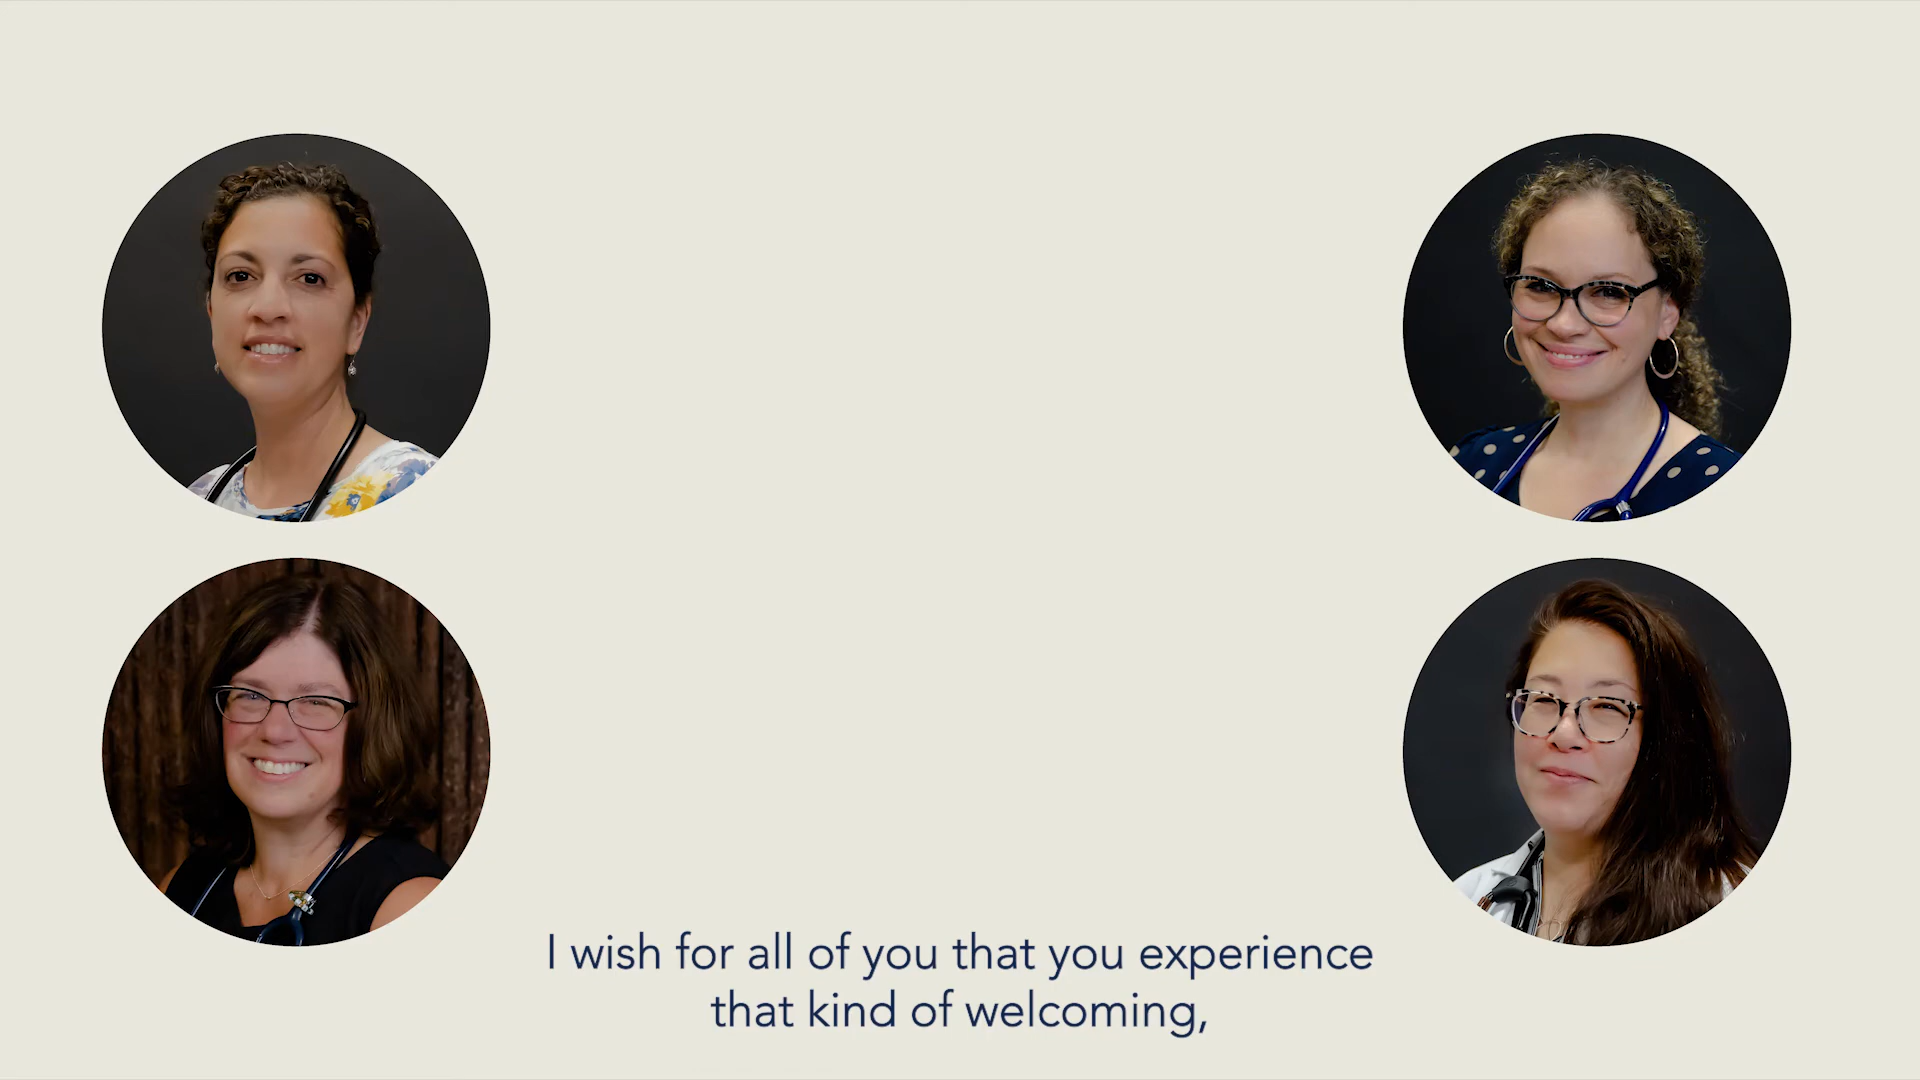 I wish for all of you that you experience
that kind of welcoming,